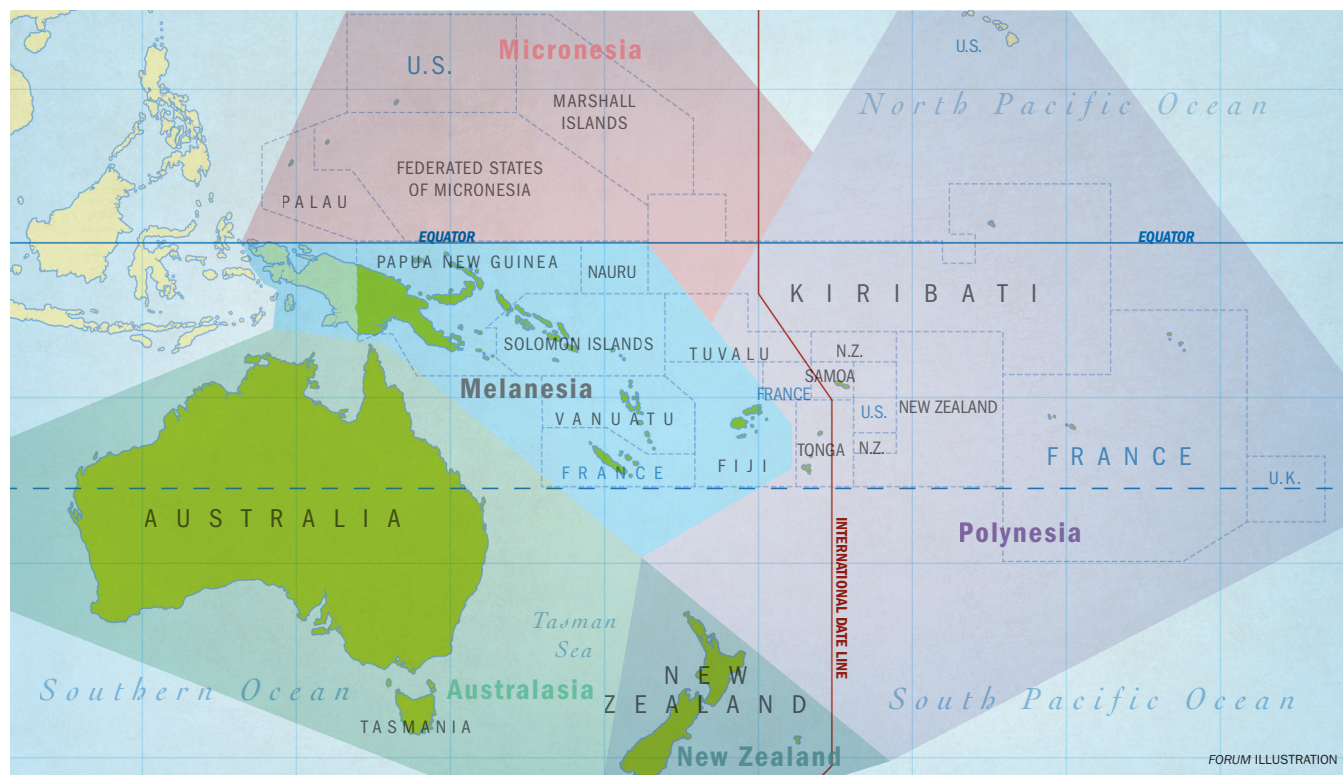 U.S.
Micronesia
U.S.
North Pacific Ocean
MARSHALL
ISLANDS
FEDERATED STATES
OF MICRONESIA
PALAU
EQUATOR
EQUATOR
PAPUA NEW GUINEA
NAURU
KIRIBATI
SOLOMON ISLANDS
TUVALU
N.Z.
SAMOA
Melanesia
FRANCE
VANUATU
U.S.
NEW ZEALAND
TONGA
N.Z.
FRANCE
FIJI
FRANCE
U.K.
AUSTRALIA
Polynesia
INTERNATIONAL DATE LINE
Tasman
Sea
Southern Ocean
Australasia
TASMANIA
NEW
ZEALAND
South Pacific Ocean
New Zealand
FORUM ILLUSTRATION